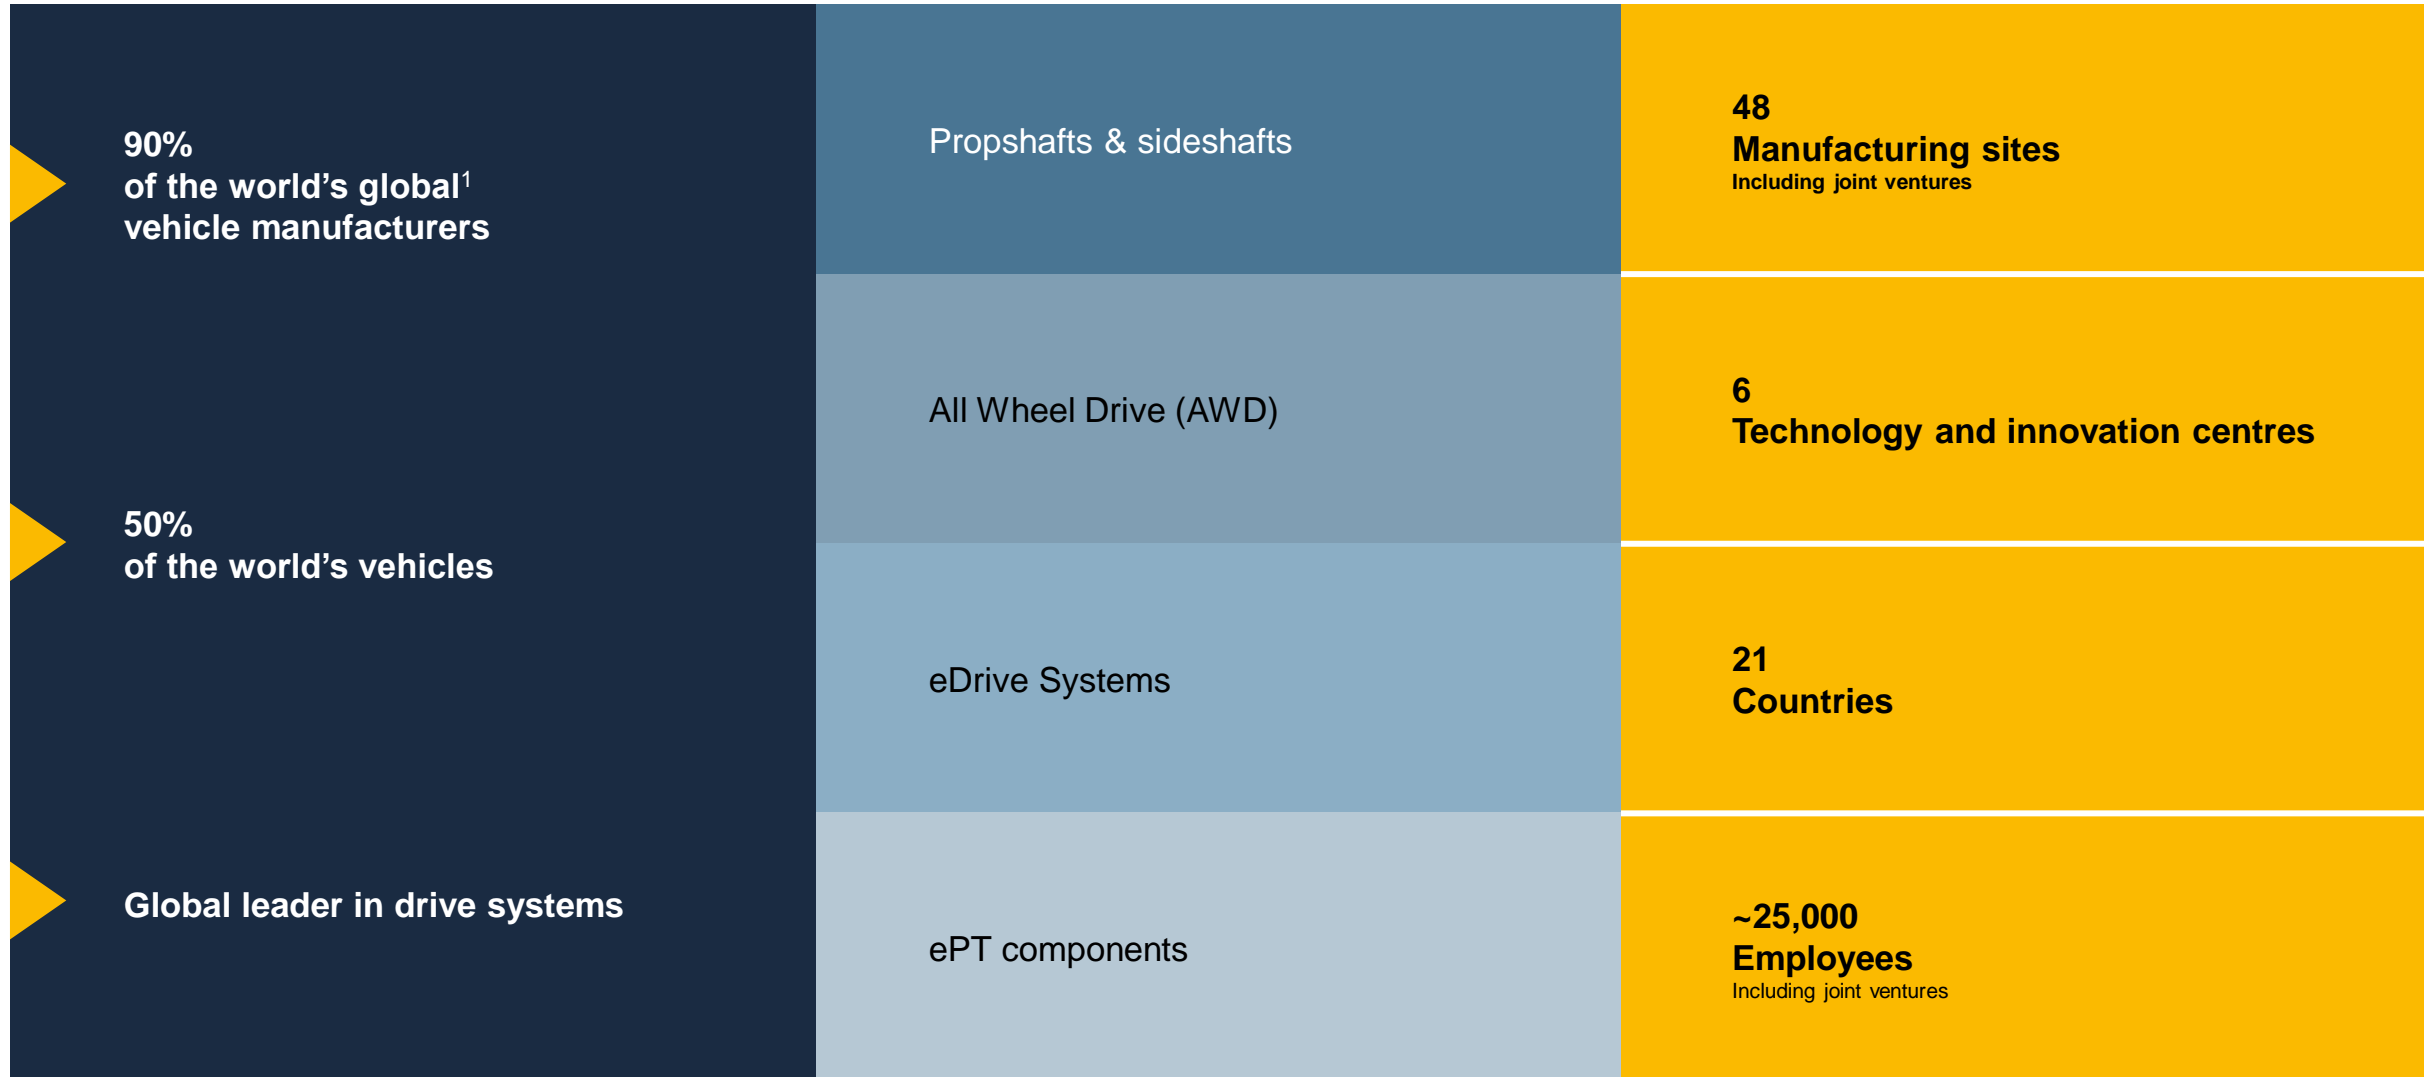 90%
of the world’s global1
vehicle manufacturers
50%
of the world’s vehicles
Global leader in drive systems
Propshafts & sideshafts
All Wheel Drive (AWD)
eDrive Systems
ePT components
48
Manufacturing sites
Including joint ventures
6
Technology and innovation centres
21
Countries
~25,000
Employees
Including joint ventures